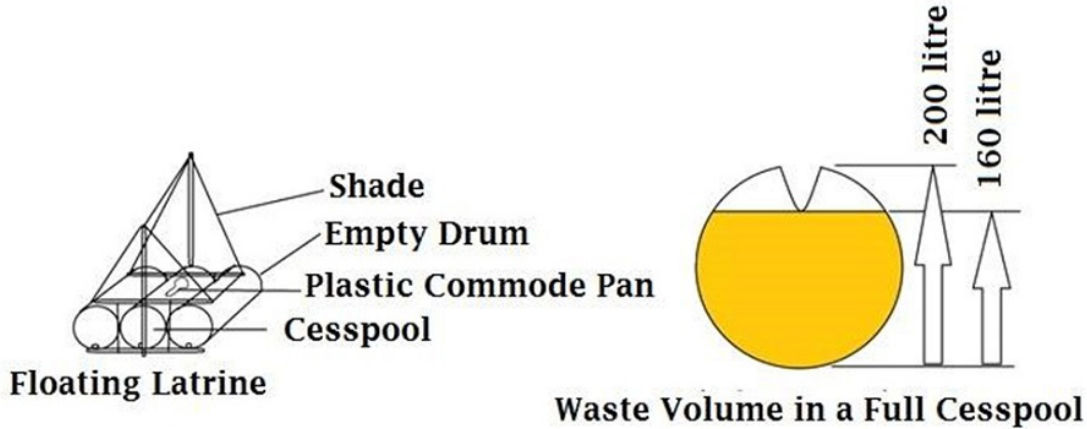 Shade
Empty Drum
Plastic Commode Pan
Cesspool
Floating Latrine
200 litre
160 litre
Waste Volume in a Full Cesspool